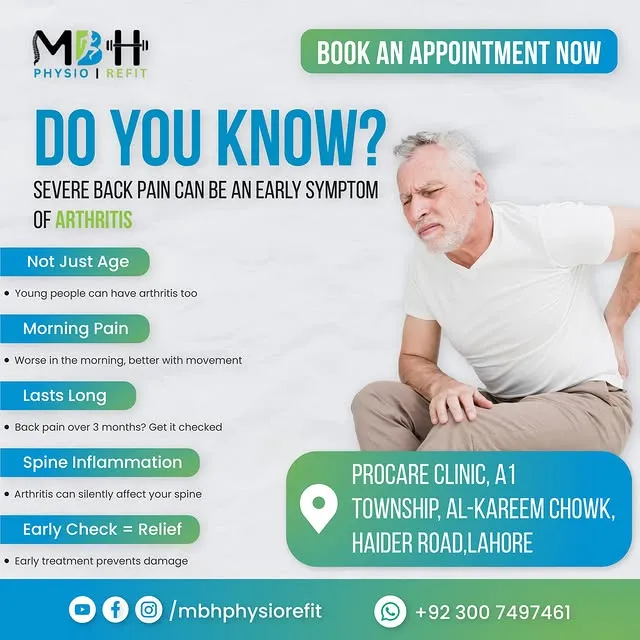 MBH
PHYSIO | REFIT
BOOK AN APPOINTMENT NOW
DO YOU KNOW?
SEVERE BACK PAIN CAN BE AN EARLY SYMPTOM
OF ARTHRITIS
Not Just Age
• Young people can have arthritis too
Morning Pain
• Worse in the morning, better with movement
Lasts Long
• Back pain over 3 months? Get it checked
Spine Inflammation
• Arthritis can silently affect your spine
Early Check = Relief
• Early treatment prevents damage
PROCARE CLINIC, A1
TOWNSHIP, AL-KAREEM CHOWK,
HAIDER ROAD,LAHORE
/mbhphysiorefit
+92 300 7497461